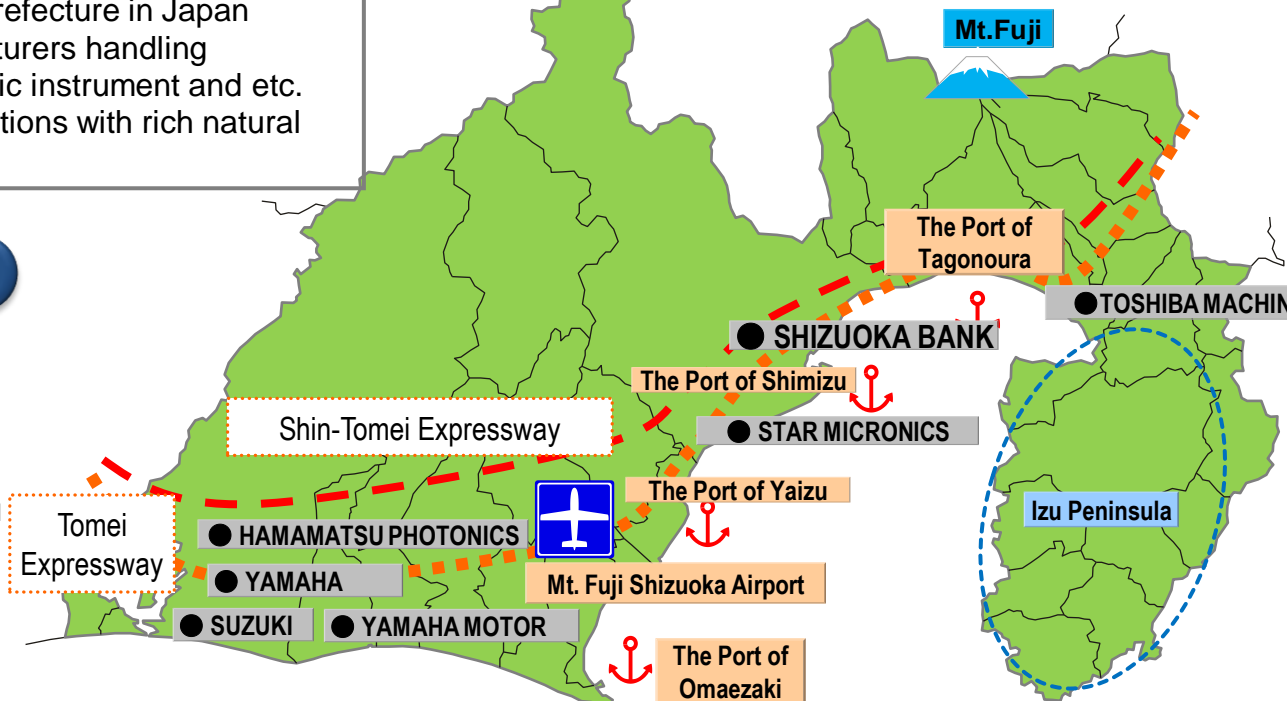 refecture in Japan
turers handling
ic instrument and etc.
tions with rich natural
Mt.Fuji
The Port of
Tagonoura
TOSHIBA MACHIN
SHIZUOKA BANK
The Port of Shimizu
Shin-Tomei Expressway
STAR MICRONICS
The Port of Yaizu
Izu Peninsula
Tomei
Expressway
HAMAMATSU PHOTONICS
YAMAHA
Mt. Fuji Shizuoka Airport
SUZUKI
YAMAHA MOTOR
The Port of
Omaezaki